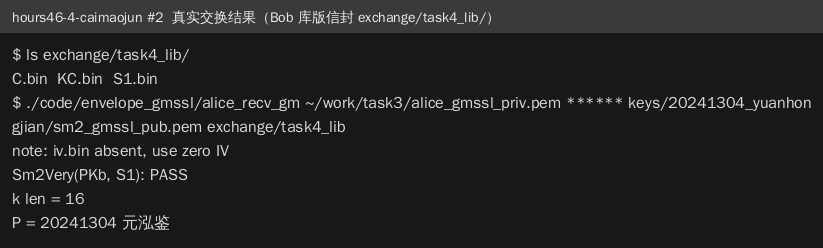 hours46-4-caimaojun #2 真实交换结果（Bob 库版信封 exchange/task4_lib/）
$ ls exchange/task4_lib/
C.bin KC.bin S1.bin
$ ./code/envelope_gmssl/alice_recv_gm ~/work/task3/alice_gmssl_priv.pem ****** keys/20241304_yuanhon
gjian/sm2_gmssl_pub.pem exchange/task4_lib
note: iv.bin absent, use zero IV
Sm2Very(PKb, S1): PASS
k len = 16
P = 20241304 元泓鉴